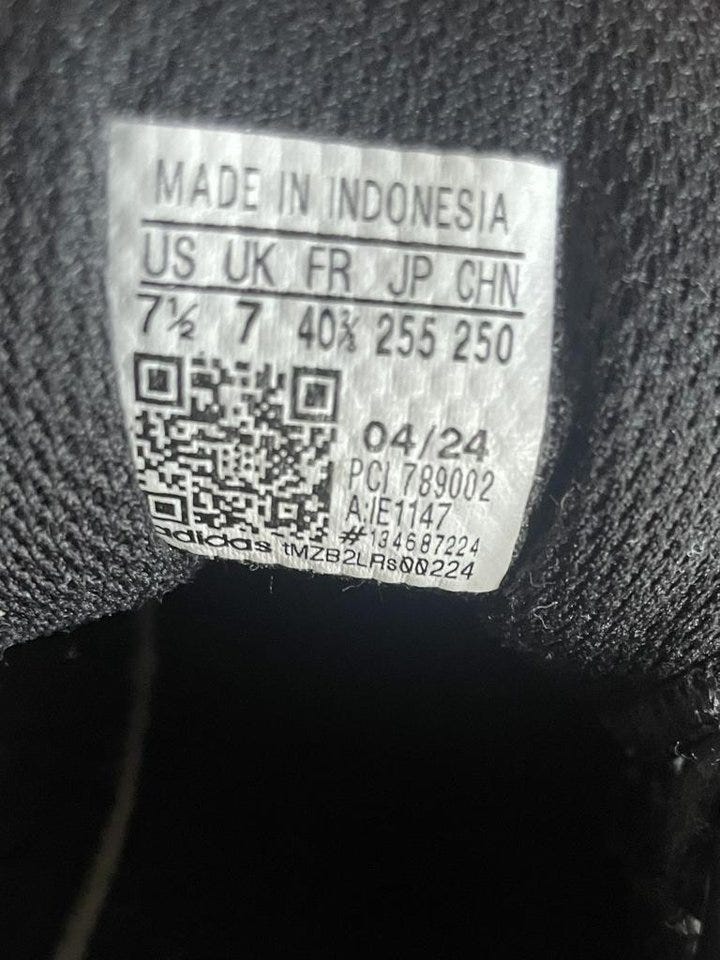 MADE IN INDONESIA
US UK FR JP CHN
7½ 7 40⅔ 255 250
04/24
PCI 789002
A:IE1147
#134687224
adidas tMZB2LRs00224